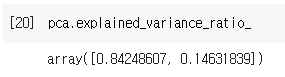 [20] pca.explained_variance_ratio_
array([0.84248607, 0.14631839])